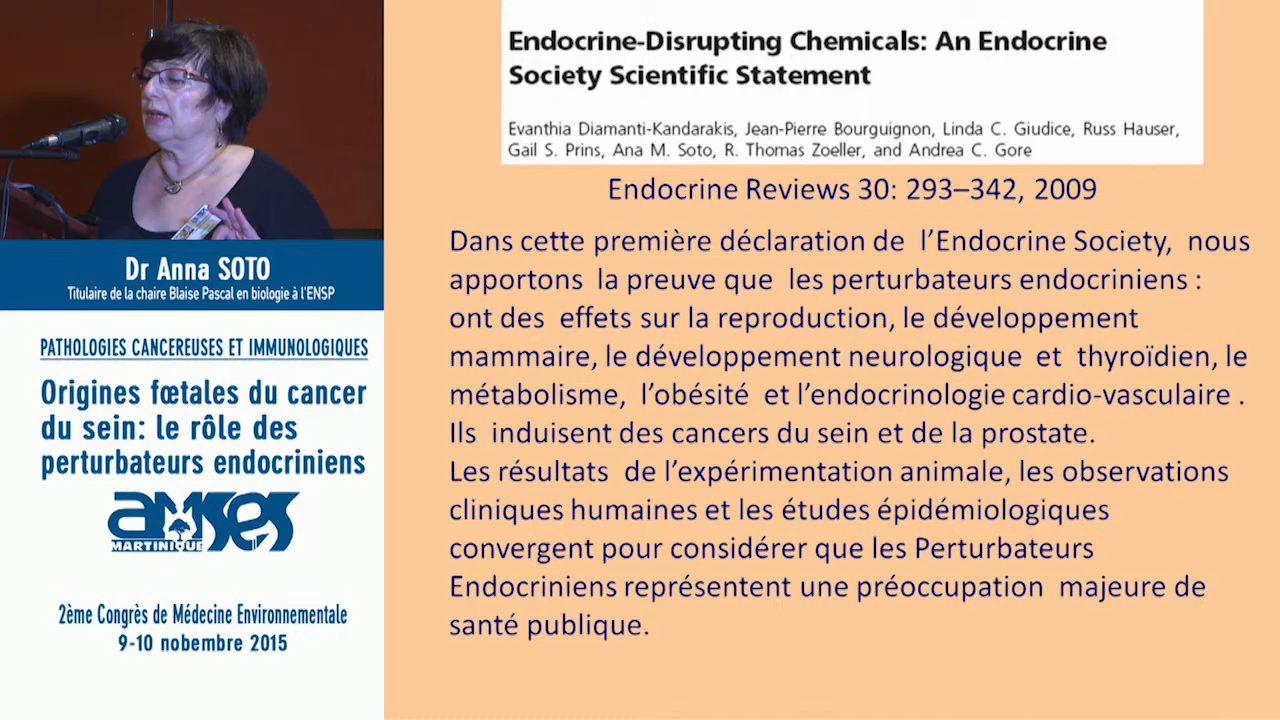 Endocrine-Disrupting Chemicals: An Endocrine
Society Scientific Statement
Evanthia Diamanti-Kandarakis, Jean-Pierre Bourguignon, Linda C. Giudice, Russ Hauser,
Gail S. Prins, Ana M. Soto, R. Thomas Zoeller, and Andrea C. Gore
Endocrine Reviews 30: 293–342, 2009
Dans cette première déclaration de l’Endocrine Society, nous
apportons la preuve que les perturbateurs endocriniens :
ont des effets sur la reproduction, le développement
mammaire, le développement neurologique et thyroïdien, le
métabolisme, l’obésité et l’endocrinologie cardio-vasculaire .
Ils induisent des cancers du sein et de la prostate.
Les résultats de l’expérimentation animale, les observations
cliniques humaines et les études épidémiologiques
convergent pour considérer que les Perturbateurs
Endocriniens représentent une préoccupation majeure de
santé publique.
Dr Anna SOTO
Titulaire de la chaire Blaise Pascal en biologie à l'ENSP
PATHOLOGIES CANCEREUSES ET IMMUNOLOGIQUES
Origines fœtales du cancer
du sein: le rôle des
perturbateurs endocriniens
amses
MARTINIQUE
2ème Congrès de Médecine Environnementale
9-10 nobembre 2015